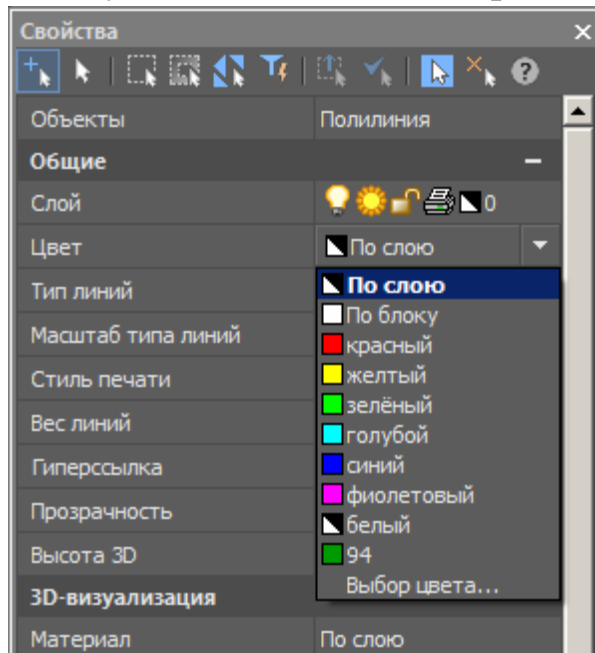 Свойства
Объекты Полилиния
Общие
Слой 0
Цвет По слою
Тип линий По слою
По блоку
Масштаб типа линий красный
Стиль печати желтый
зелёный
Вес линий голубой
Гиперссылка синий
фиолетовый
Прозрачность белый
Высота 3D 94
Выбор цвета...
3D-визуализация
Материал По слою